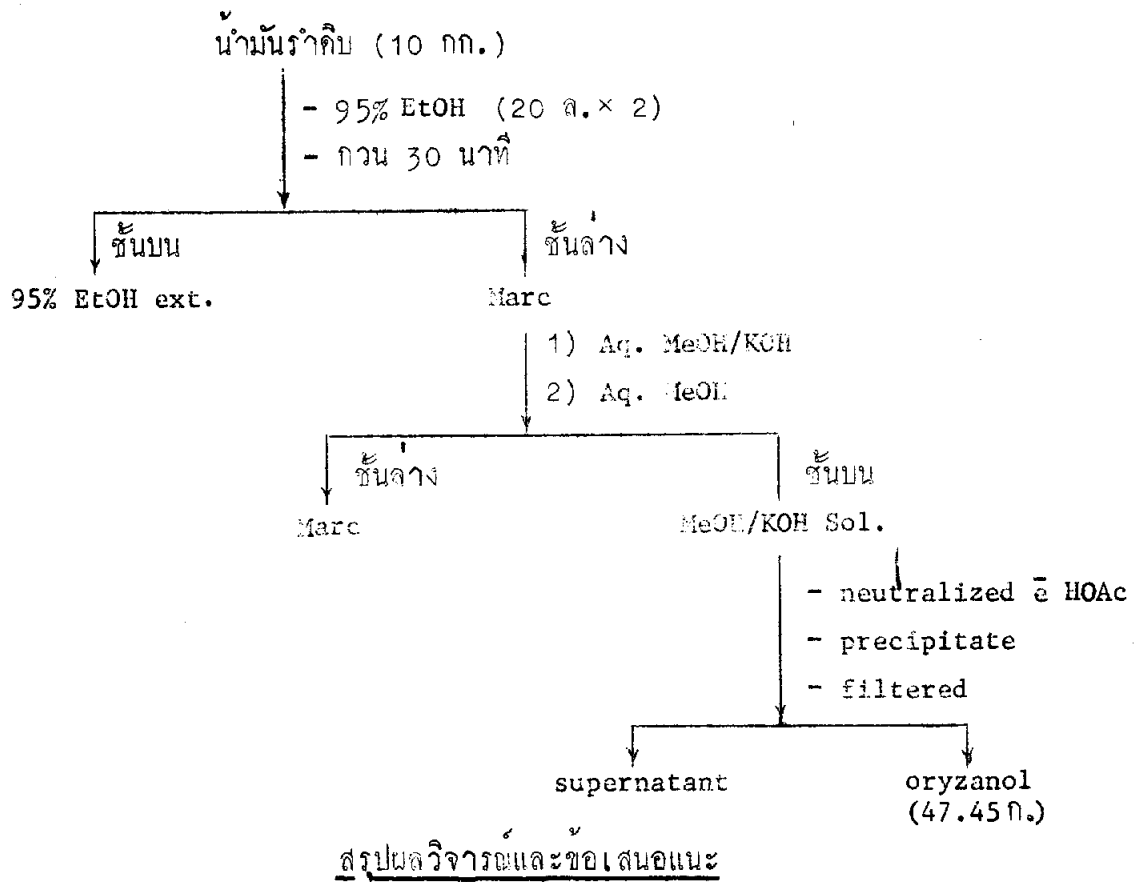 น้ำมันรำดิบ (10 กก.)
- 95% EtOH (20 ล.× 2)
- กวน 30 นาที
ชั้นบน
ชั้นล่าง
95% EtOH ext.
Marc
1) Aq. MeOH/KOH
2) Aq. MeOH
ชั้นล่าง
ชั้นบน
Marc
MeOH/KOH Sol.
- neutralized c̄ HOAc
- precipitate
- filtered
supernatant
oryzanol
(47.45ก.)
สรุปผลวิจารณ์และข้อเสนอแนะ